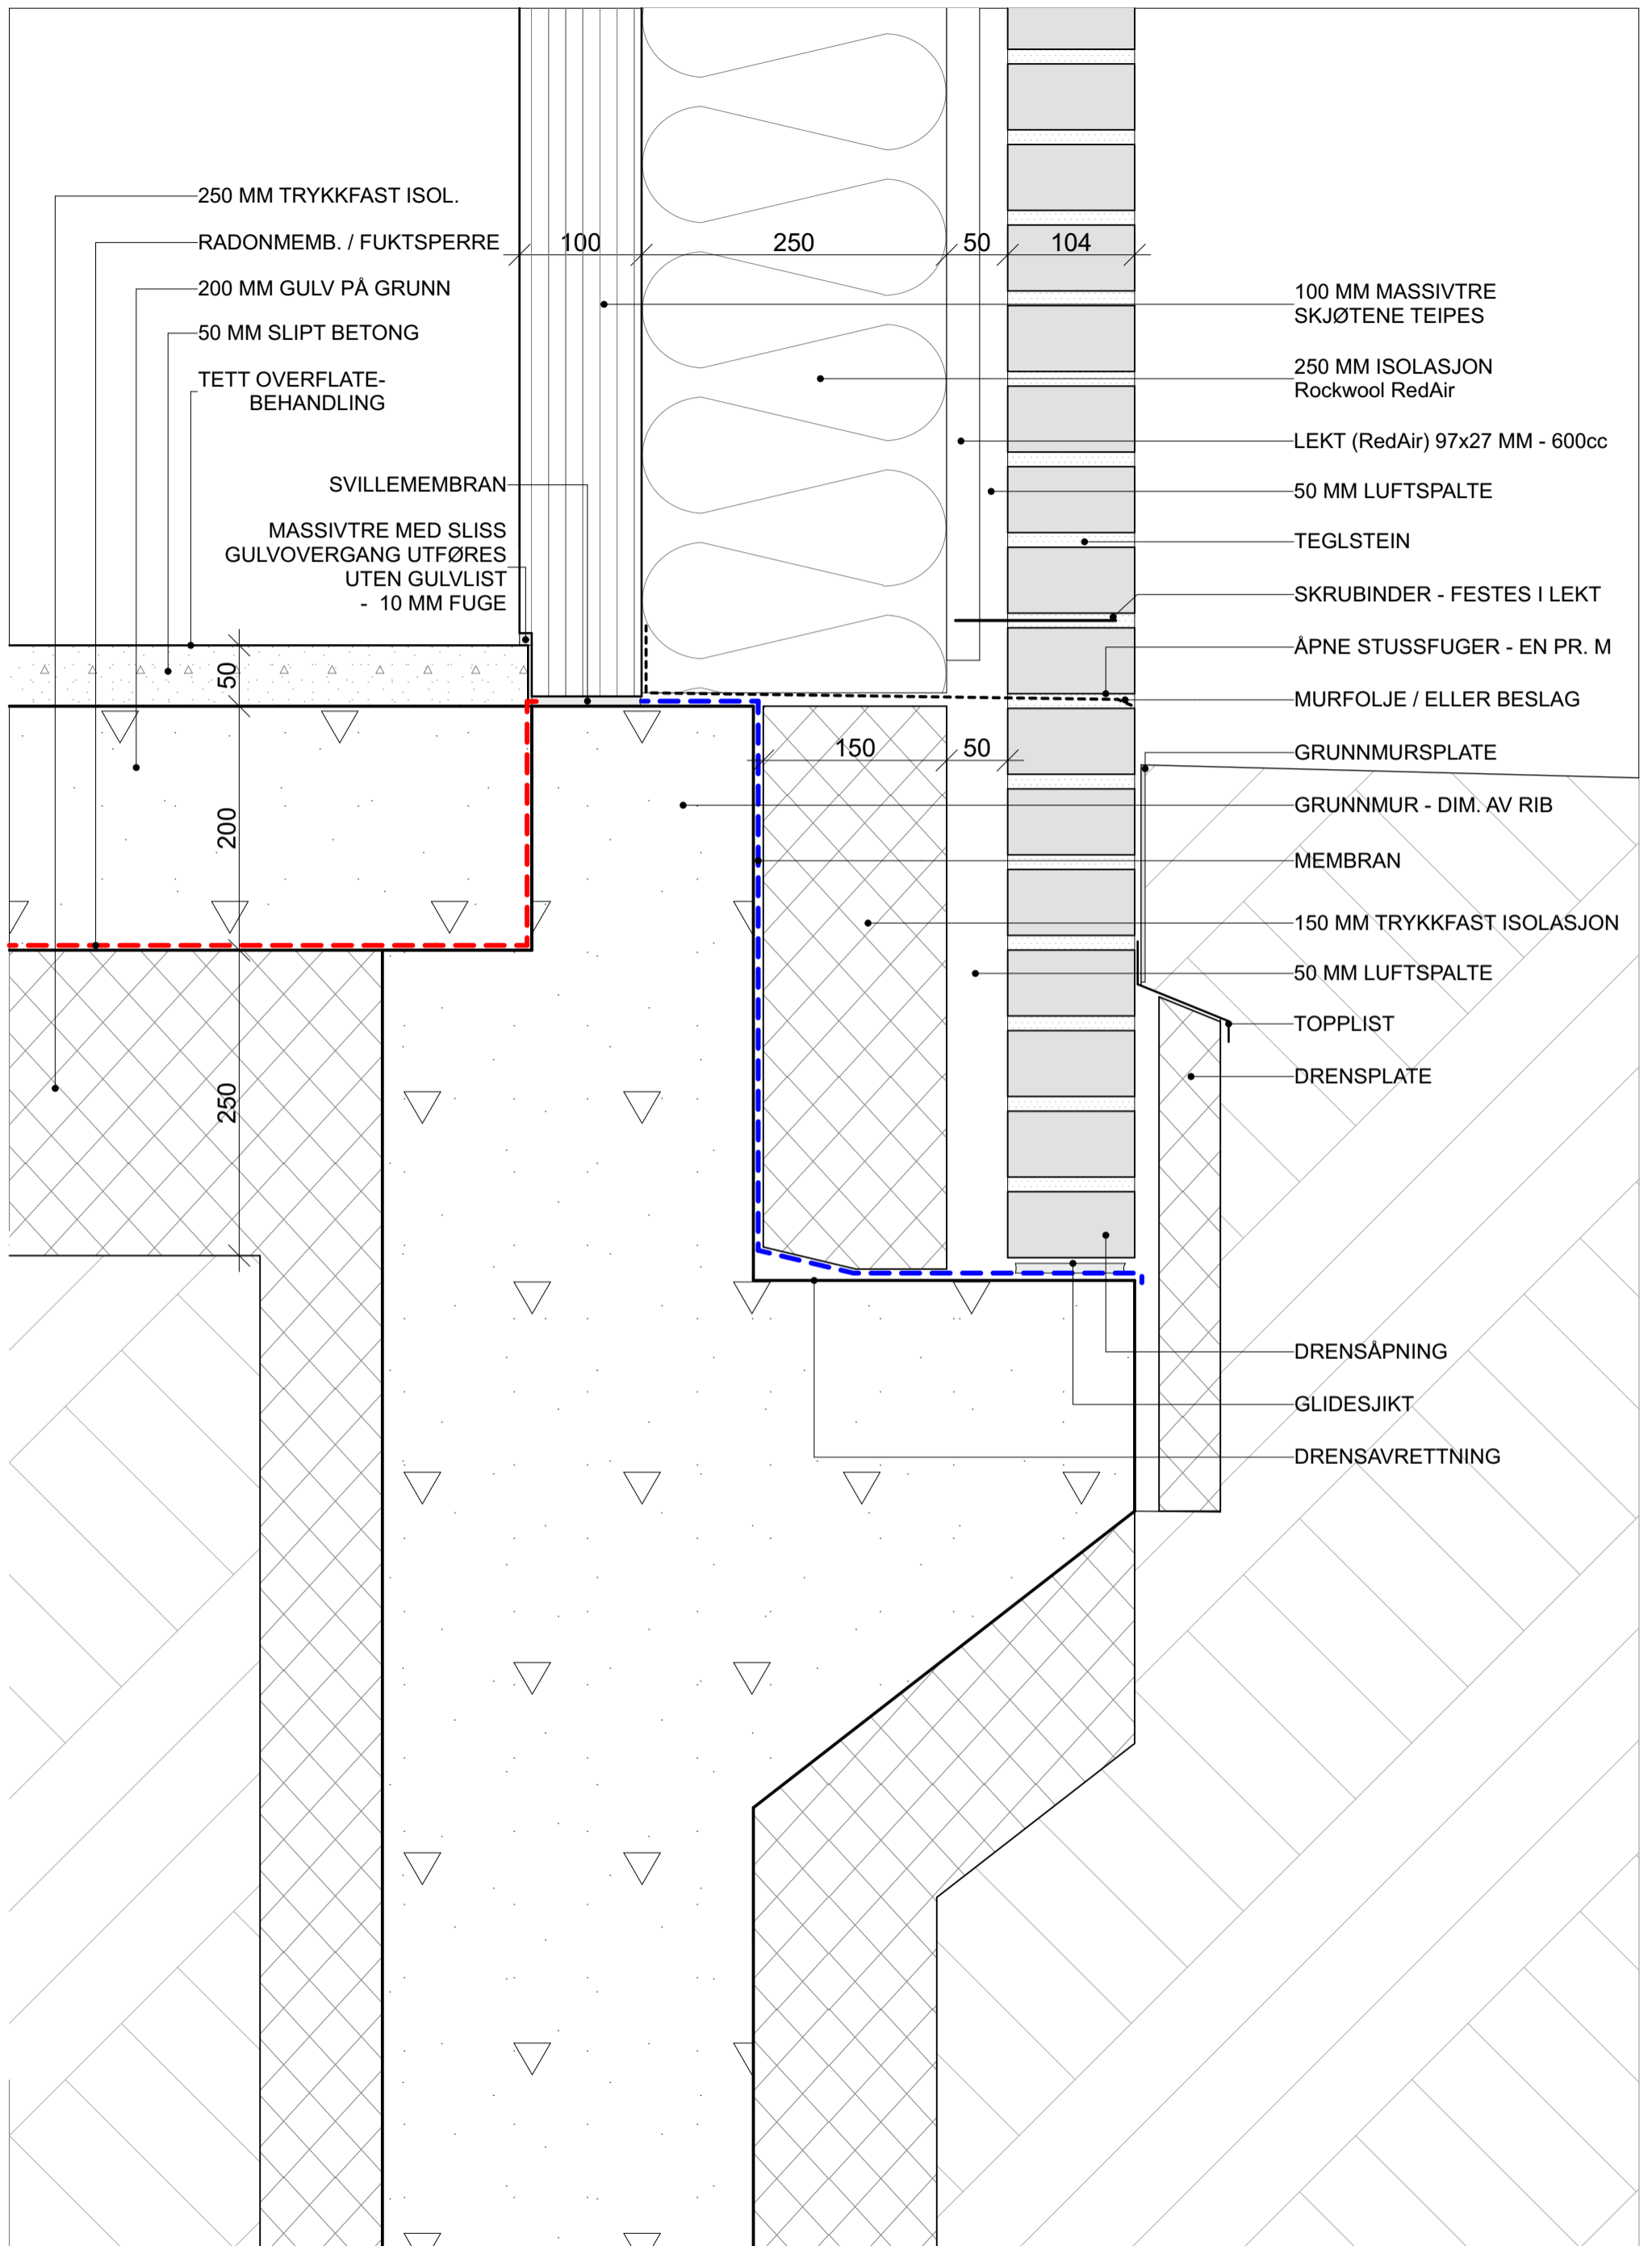 250 MM TRYKKFAST ISOL.
RADONMEMB. / FUKTSPERRE
200 MM GULV PÅ GRUNN
50 MM SLIPT BETONG
TETT OVERFLATE-
BEHANDLING
SVILLEMEMBRAN
MASSIVTRE MED SLISS
GULVOVERGANG UTFØRES
UTEN GULVLIST
- 10 MM FUGE
100
250
50
104
50
200
250
150
50
100 MM MASSIVTRE
SKJØTENE TEIPES
250 MM ISOLASJON
Rockwool RedAir
LEKT (RedAir) 97x27 MM - 600cc
50 MM LUFTSPALTE
TEGLSTEIN
SKRUBINDER - FESTES I LEKT
ÅPNE STUSSFUGER - EN PR. M
MURFOLJE / ELLER BESLAG
GRUNNMURSPLATE
GRUNNMUR - DIM. AV RIB
MEMBRAN
150 MM TRYKKFAST ISOLASJON
50 MM LUFTSPALTE
TOPPLIST
DRENSPLATE
DRENSÅPNING
GLIDESJIKT
DRENSAVRETTNING